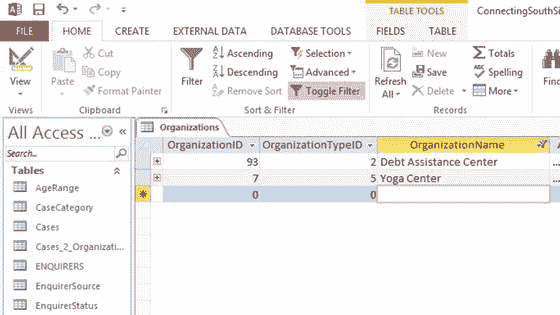 TABLE TOOLS
ConnectingSouthSi
FILE HOME CREATE EXTERNAL DATA DATABASE TOOLS FIELDS TABLE
View
Views
Cut
Copy
Paste
Format Painter
Clipboard
Filter
Ascending
Descending
Remove Sort
Selection
Advanced
Toggle Filter
Sort & Filter
Refresh
All
New
Save
Delete
Totals
Spelling
More
Records
Find
All Access ...
Search...
Tables
AgeRange
CaseCategory
Cases
Cases_2_Organizati...
ENQUIRERS
EnquirerSource
EnquirerStatus
Organizations
OrganizationID OrganizationTypeID OrganizationName A
93 2 Debt Assistance Center ...
7 5 Yoga Center ...
0 0